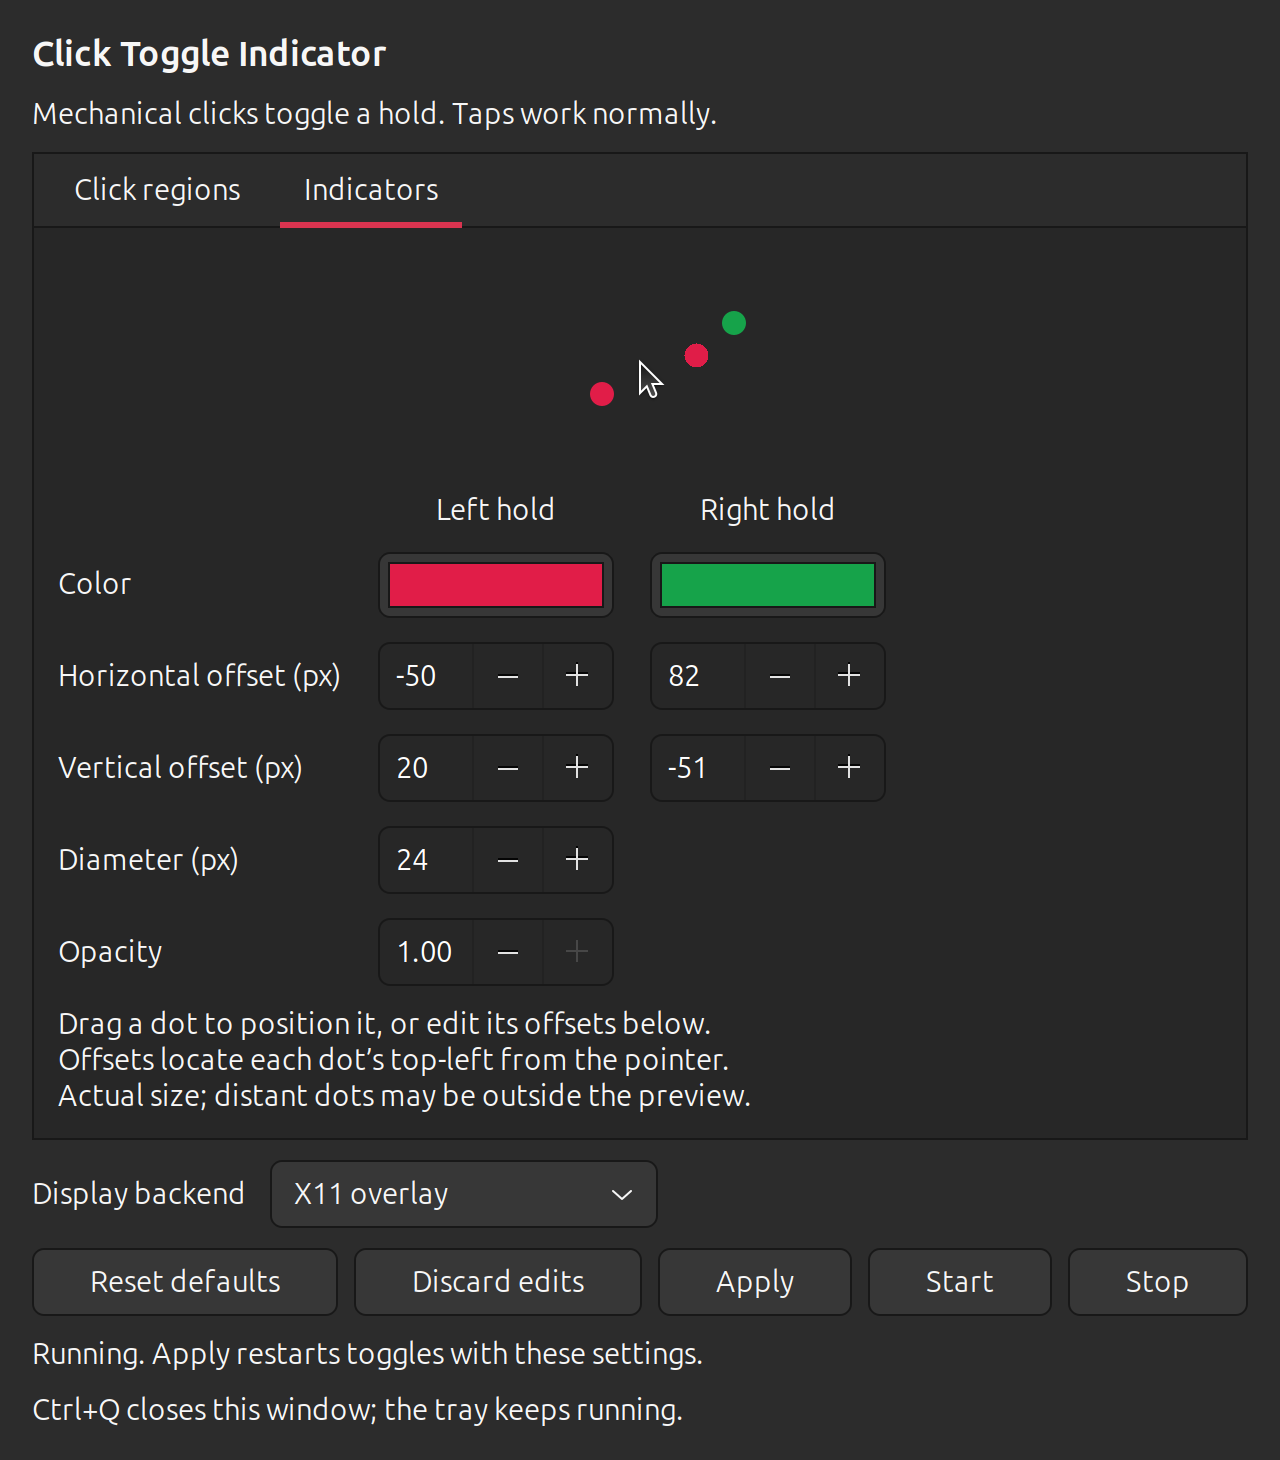 Click Toggle Indicator
Mechanical clicks toggle a hold. Taps work normally.
Click regions Indicators
Left hold Right hold
Color
Horizontal offset (px) -50 82
Vertical offset (px) 20 -51
Diameter (px) 24
Opacity 1.00
Drag a dot to position it, or edit its offsets below.
Offsets locate each dot’s top-left from the pointer.
Actual size; distant dots may be outside the preview.
Display backend X11 overlay
Reset defaults Discard edits Apply Start Stop
Running. Apply restarts toggles with these settings.
Ctrl+Q closes this window; the tray keeps running.